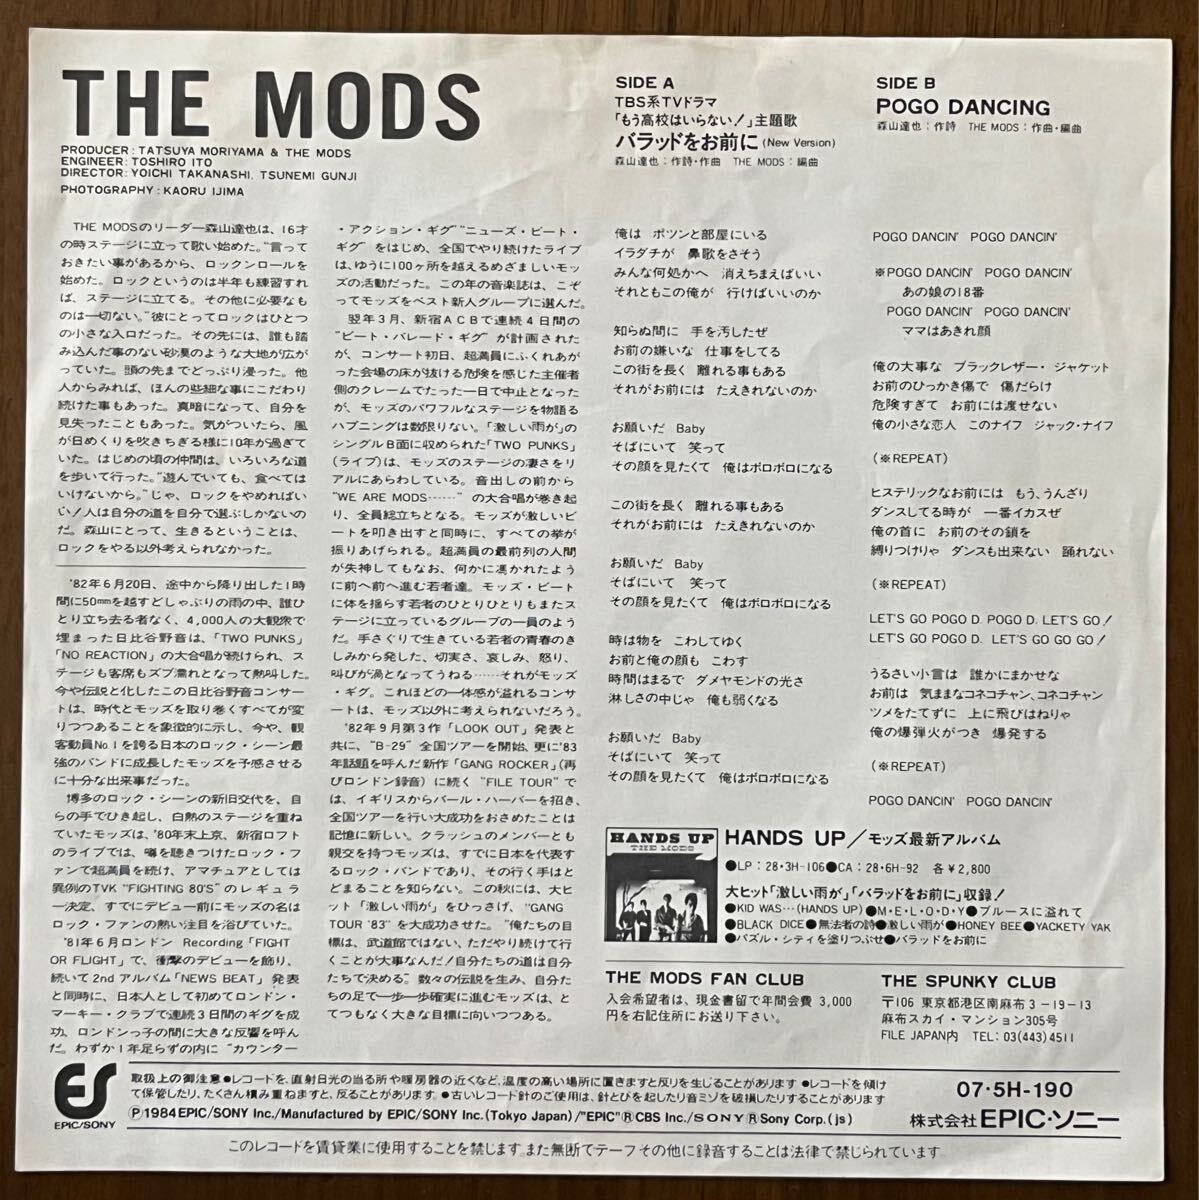 THE MODS
PRODUCER : TATSUYA MORIYAMA & THE MODS
ENGINEER : TOSHIRO ITO
DIRECTOR : YOICHI TAKANASHI. TSUNEMI GUNJI
PHOTOGRAPHY : KAORU IJIMA
THE MODSのリーダー森山達也は、16才
の時ステージに立って歌い始めた。“言って
おきたい事があるから、ロックンロールを
始めた。ロックというのは半年も練習すれ
ば、ステージに立てる。その他に必要なも
のは一切ない。”彼にとってロックはひとつ
の小さな入口だった。その先には、誰も踏
み込んだ事のない砂漠のような大地が広が
っていた。頭の先までどっぷり浸った。他
人からみれば、ほんの些細な事にこだわり
続けた事もあった。真暗になって、自分を
見失ったこともあった。気がついたら、風
が日めくりを吹きちぎる様に10年が過ぎて
いた。はじめの頃の仲間は、いろいろな道
を歩いて行った。“遊んでいても、食べては
いけないから。”じゃ、ロックをやめればい
い！人は自分の道を自分で選ぶしかないの
だ。森山にとって、生きるということは、
ロックをやる以外考えられなかった。
'82年6月20日、途中から降り出した1時
間に50mmを越すどしゃぶりの雨の中、誰ひ
とり立ち去る者なく、4,000人の大観衆で
埋まった日比谷野音は、「TWO PUNKS」
「NO REACTION」の大合唱が続けられ、ス
テージも客席もズブ濡れとなって熱叫した。
今や伝説と化したこの日比谷野音コンサー
トは、時代とモッズを取り巻くすべてが変
りつつあることを象徴的に示し、今や、観
客動員No.1を誇る日本のロック・シーン最
強のバンドに成長したモッズを予感させる
に十分な出来事だった。
博多のロック・シーンの新旧交代を、自
らの手でひき起し、白熱のステージを重ね
ていたモッズは、'80年末上京、新宿ロフト
のライブでは、噂を聴きつけたロック・フ
ァンで超満員を続け、アマチュアとしては
異例のTVK “FIGHTING 80'S”のレギュラ
ー決定、すでにデビュー前にモッズの名は
ロック・ファンの熱い注目を浴びていた。
'81年6月ロンドン Recording「FIGHT
OR FLIGHT」で、衝撃のデビューを飾り、
続いて2ndアルバム「NEWS BEAT」発表
と同時に、日本人として初めてロンドン・
マーキー・クラブで連続3日間のギグを成
功、ロンドンっ子の間に大きな反響を呼ん
だ。わずか1年足らずの内に “カウンター
・アクション・ギグ” “ニューズ・ビート・
ギグ”をはじめ、全国でやり続けたライブ
は、ゆうに100ヶ所を越えるめざましいモッ
ズの活動だった。この年の音楽誌は、こぞ
ってモッズをベスト新人グループに選んだ。
翌年3月、新宿ACBで連続4日間の
“ビート・パレード・ギグ”が計画された
が、コンサート初日、超満員にふくれあが
った会場の床が抜ける危険を感じた主催者
側のクレームでたった一日で中止となった
が、モッズのパワフルなステージを物語る
ハプニングは数限りない。「激しい雨が」の
シングルB面に収められた「TWO PUNKS」
(ライブ)は、モッズのステージの凄さをリ
アルにあらわしている。音出しの前から
“WE ARE MODS……” の大合唱が巻き起
り、全員総立ちとなる。モッズが激しいビ
ートを叩き出すと同時に、すべての拳が
振りあげられる。超満員の最前列の人間
が失神してもなお、何かに憑かれたよう
に前へ前へ進む若者達。モッズ・ビート
に体を揺らす若者のひとりひとりもまたス
テージに立っているグループの一員のよう
だ。手さぐりで生きている若者の青春のき
しみから発した、切実さ、哀しみ、怒り、
叫びが渦となってうねる……それがモッズ
・ギグ。これほどの一体感が溢れるコンサ
ートは、モッズ以外に考えられないだろう。
'82年9月第3作「LOOK OUT」発表と
共に、“B-29” 全国ツアーを開始、更に'83
年話題を呼んだ新作「GANG ROCKER」(再
びロンドン録音)に続く “FILE TOUR” で
は、イギリスからパール・ハーバーを招き、
全国ツアーを行い大成功をおさめたことは
記憶に新しい。クラッシュのメンバーとも
親交を持つモッズは、すでに日本を代表す
るロック・バンドであり、その行く手はと
どまることを知らない。この秋には、大ヒ
ット「激しい雨が」をひっさげ、“GANG
TOUR '83” を大成功させた。“俺たちの目
標は、武道館ではない、ただやり続けて行
くことが大事なんだ！自分たちの道は自分
たちで決める。” 数々の伝説を生み、自分た
ちの足で一歩一歩確実に進むモッズは、と
てつもなく大きな目標に向いつつある。
SIDE A
TBS系TVドラマ
「もう高校はいらない！」主題歌
バラッドをお前に (New Version)
森山達也：作詩・作曲　THE MODS：編曲
俺は　ポツンと部屋にいる
イラダチが　鼻歌をさそう
みんな何処かへ　消えちまえばいい
それともこの俺が　行けばいいのか
知らぬ間に　手を汚したぜ
お前の嫌いな　仕事をしてる
この街を長く　離れる事もある
それがお前には　たえきれないのか
お願いだ　Baby
そばにいて　笑って
その顔を見たくて　俺はボロボロになる
この街を長く　離れる事もある
それがお前には　たえきれないのか
お願いだ　Baby
そばにいて　笑って
その顔を見たくて　俺はボロボロになる
時は物を　こわしてゆく
お前と俺の顔も　こわす
時間はまるで　ダメヤモンドの光さ
淋しさの中じゃ　俺も弱くなる
お願いだ　Baby
そばにいて　笑って
その顔を見たくて　俺はボロボロになる
SIDE B
POGO DANCING
森山達也：作詩　THE MODS：作曲・編曲
POGO DANCIN'　POGO DANCIN'
※POGO DANCIN'　POGO DANCIN'
あの娘の18番
POGO DANCIN'　POGO DANCIN'
ママはあきれ顔
俺の大事な　ブラックレザー・ジャケット
お前のひっかき傷で　傷だらけ
危険すぎて　お前には渡せない
俺の小さな恋人　このナイフ　ジャック・ナイフ
(※REPEAT)
ヒステリックなお前には　もう、うんざり
ダンスしてる時が　一番イカスぜ
俺の首に　お前のその鎖を
縛りつけりゃ　ダンスも出来ない　踊れない
(※REPEAT)
LET'S GO POGO D. POGO D. LET'S GO！
LET'S GO POGO D.　LET'S GO GO GO！
うるさい小言は　誰かにまかせな
お前は　気ままなコネコチャン、コネコチャン
ツメをたてずに　上に飛びはねりゃ
俺の爆弾火がつき　爆発する
(※REPEAT)
POGO DANCIN'　POGO DANCIN'
HANDS UP
THE MODS
HANDS UP／モッズ最新アルバム
●LP：28・3H-106●CA：28・6H-92　各￥2,800
大ヒット「激しい雨が」「バラッドをお前に」収録！
●KID WAS…(HANDS UP) ●M・E・L・O・D・Y●ブルースに溢れて
●BLACK DICE●無法者の詩●激しい雨が●HONEY BEE●YACKETY YAK
●パズル・シティを塗りつぶせ●バラッドをお前に
THE MODS FAN CLUB
入会希望者は、現金書留で年間会費 3,000
円を右記住所にお送り下さい。
THE SPUNKY CLUB
〒106 東京都港区南麻布3－19－13
麻布スカイ・マンション305号
FILE JAPAN内　TEL：03(443)4511
ES
EPIC/SONY
取扱上の御注意●レコードを、直射日光の当る所や暖房器の近くなど、温度の高い場所に置きますと反りを生じることがあります　●レコードを傾け
て保管したり、たくさん積み重ねますと、反ることがあります　●古いレコード針のご使用は、針とびを起したり音ミゾを破損したりすることがあります
Ⓟ1984 EPIC/SONY Inc./Manufactured by EPIC/SONY Inc.(Tokyo Japan)/"EPIC"ⓇCBS Inc./SONYⓇSony Corp.(js)
07・5H-190
株式会社EPIC・ソニー
このレコードを賃貸業に使用することを禁じます。また無断でテープその他に録音することは法律で禁じられています